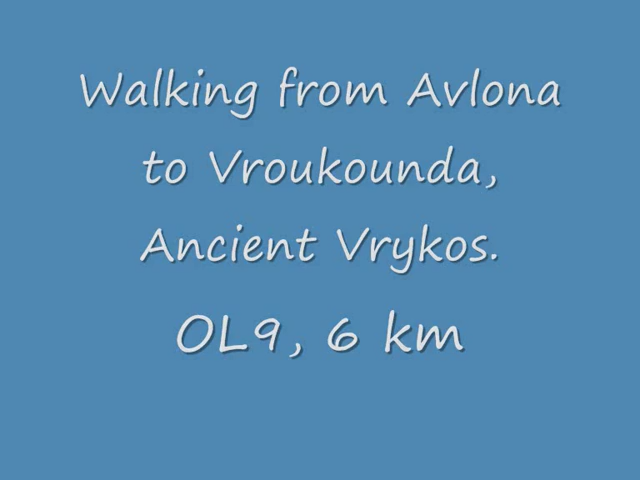 Walking from Avlona
to Vroukounda,
Ancient Vrykos.
OL9, 6 km